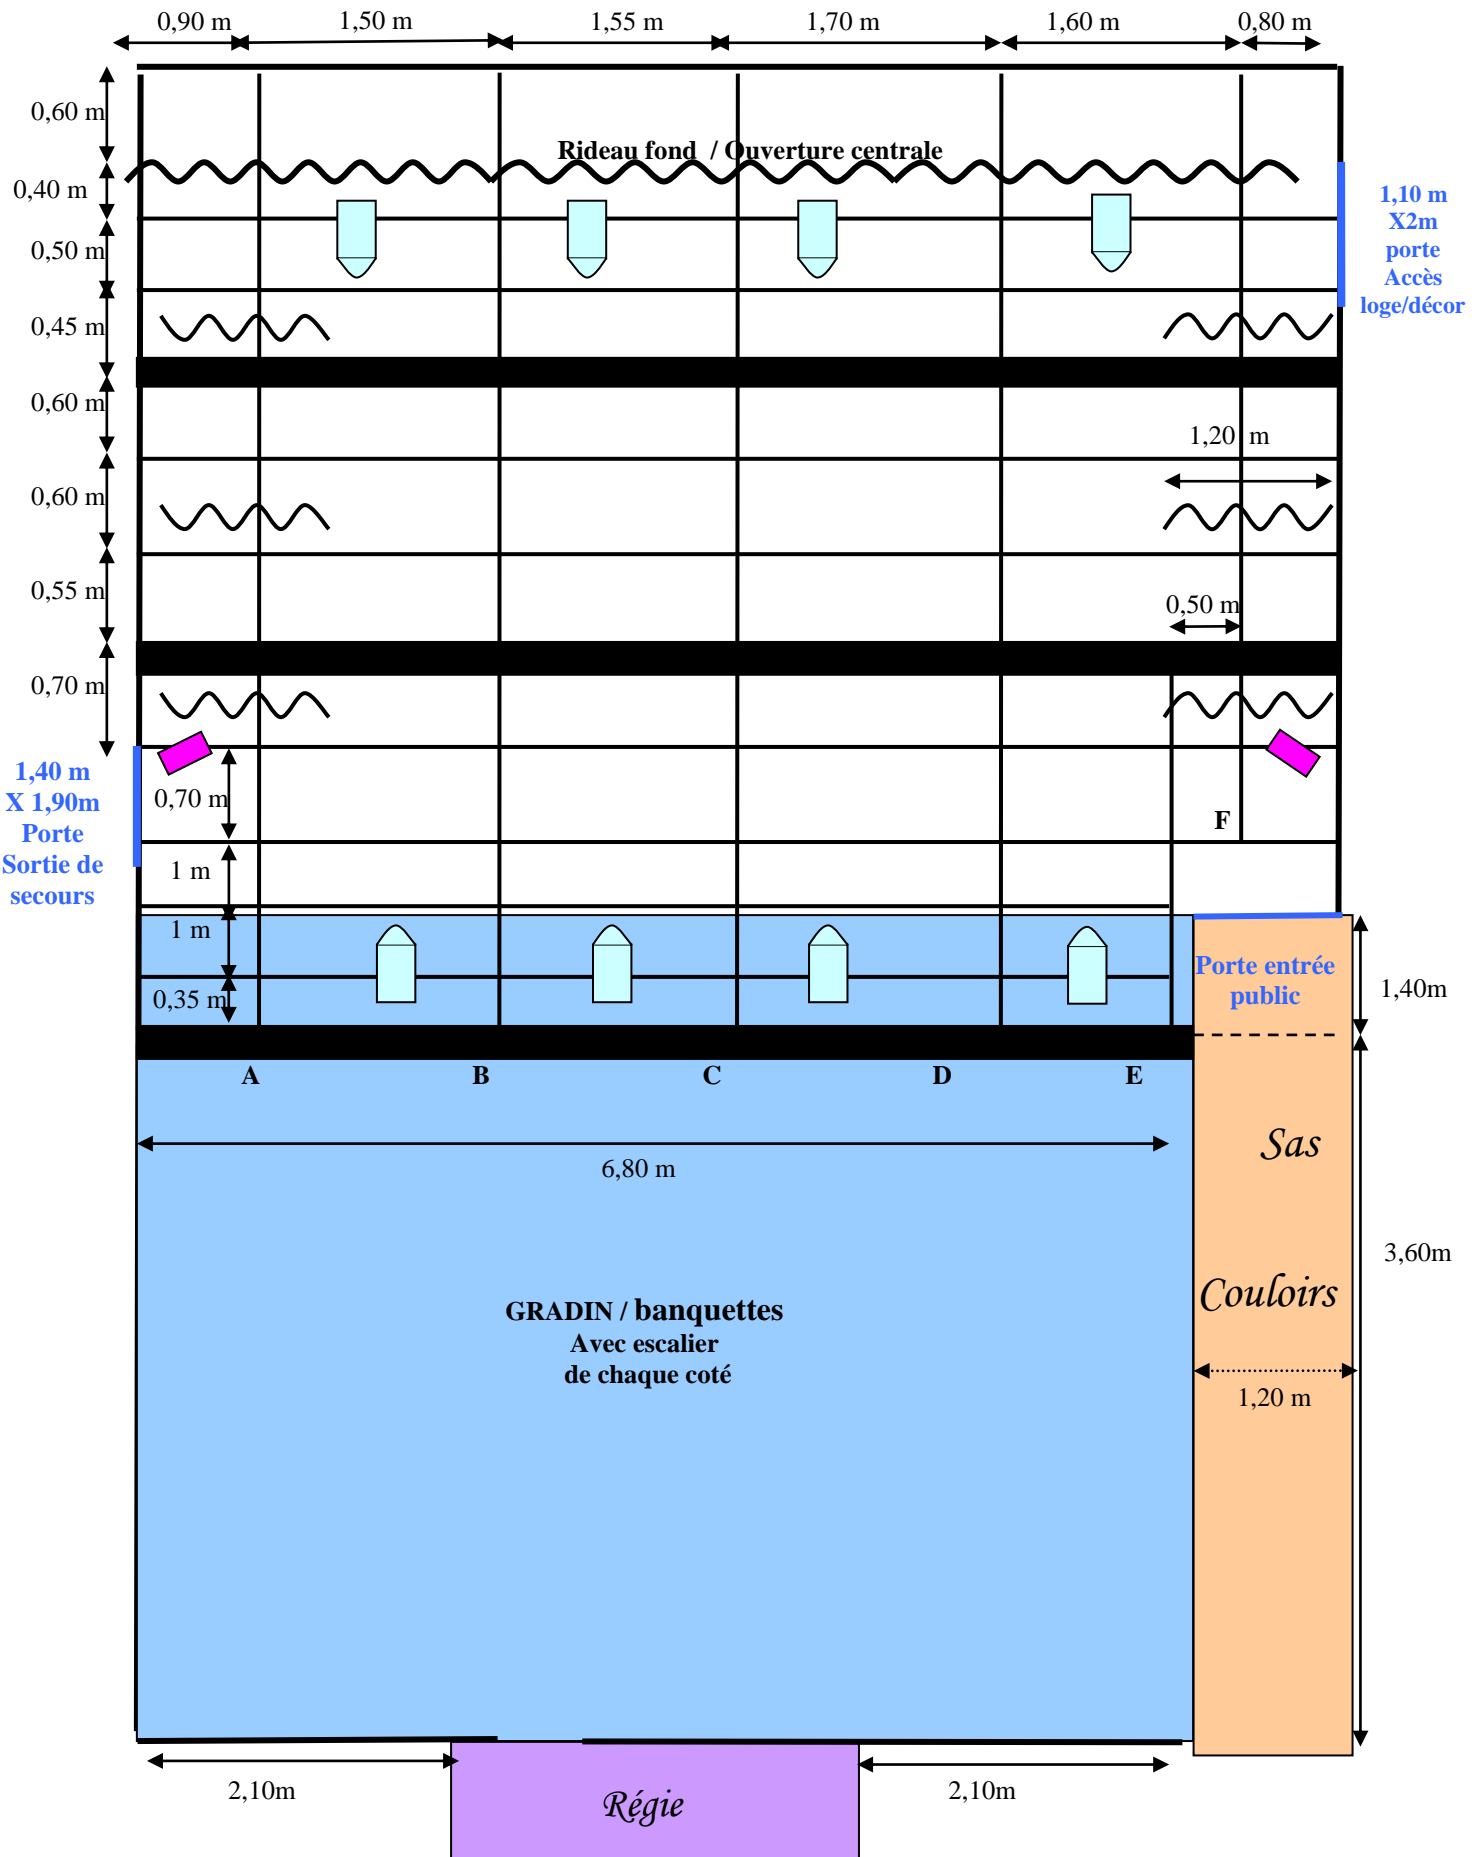 0,90 m
1,50 m
1,55 m
1,70 m
1,60 m
0,80 m
0,60 m
Rideau fond / Ouverture centrale
0,40 m
1,10 m
X2m
porte
Accès
loge/décor
0,50 m
0,45 m
0,60 m
1,20 m
0,60 m
0,55 m
0,50 m
0,70 m
1,40 m
X 1,90m
Porte
Sortie de
secours
0,70 m
F
1 m
1 m
Porte entrée
public
0,35 m
1,40m
A
B
C
D
E
Sas
6,80 m
3,60m
Couloirs
GRADIN / banquettes
Avec escalier
de chaque coté
1,20 m
2,10m
2,10m
Régie